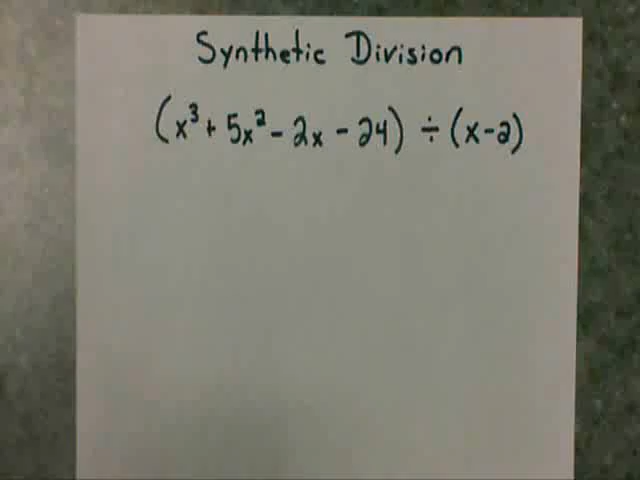 Synthetic Division
(x³ + 5x² - 2x - 24) ÷ (x-2)